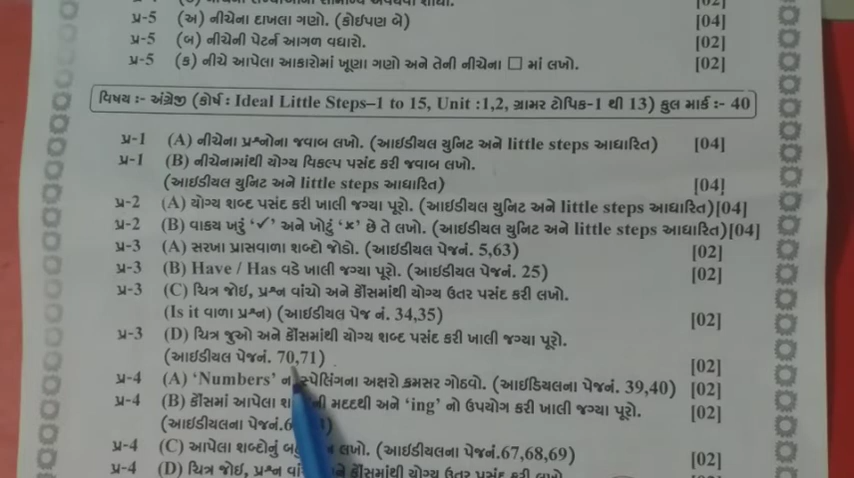 પ્ર-5 (અ) નીચેના દાખલા ગણો. (કોઈપણ બે) [04]
પ્ર-5 (બ) નીચેની પેટર્ન આગળ વધારો. [02]
પ્ર-5 (ક) નીચે આપેલા આકારોમાં ખૂણા ગણો અને તેની નીચેના □ માં લખો. [02]
વિષય :- અંગ્રેજી (કોર્ષ : Ideal Little Steps–1 to 15, Unit :1,2, ગ્રામર ટોપિક-1 થી 13) કુલ માર્ક :- 40
પ્ર-1 (A) નીચેના પ્રશ્નોના જવાબ લખો. (આઈડીયલ યુનિટ અને little steps આધારિત) [04]
પ્ર-1 (B) નીચેનામાંથી યોગ્ય વિકલ્પ પસંદ કરી જવાબ લખો.
(આઈડીયલ યુનિટ અને little steps આધારિત) [04]
પ્ર-2 (A) યોગ્ય શબ્દ પસંદ કરી ખાલી જગ્યા પૂરો. (આઈડીયલ યુનિટ અને little steps આધારિત)[04]
પ્ર-2 (B) વાકય ખરું ‘✓’ અને ખોટું ‘×’ છે તે લખો. (આઈડીયલ યુનિટ અને little steps આધારિત)[04]
પ્ર-3 (A) સરખા પ્રાસવાળા શબ્દો જોડો. (આઈડીયલ પેજનં. 5,63) [02]
પ્ર-3 (B) Have / Has વડે ખાલી જગ્યા પૂરો. (આઈડીયલ પેજનં. 25) [02]
પ્ર-3 (C) ચિત્ર જોઈ, પ્રશ્ન વાંચો અને કૌંસમાંથી યોગ્ય ઉતર પસંદ કરી લખો.
(Is it વાળા પ્રશ્ન) (આઈડીયલ પેજ નં. 34,35) [02]
પ્ર-3 (D) ચિત્ર જુઓ અને કૌંસમાંથી યોગ્ય શબ્દ પસંદ કરી ખાલી જગ્યા પૂરો.
(આઈડીયલ પેજનં. 70,71) [02]
પ્ર-4 (A) ‘Numbers’ સ્પેલિંગના અક્ષરો ક્રમસર ગોઠવો. (આઈડિયલના પેજનં. 39,40) [02]
પ્ર-4 (B) કૌંસમાં આપેલા મદદથી અને ‘ing’ નો ઉપયોગ કરી ખાલી જગ્યા પૂરો. [02]
(આઈડીયલના પેજનં.
પ્ર-4 (C) આપેલા શબ્દોનું લખો. (આઈડીયલના પેજનં.67,68,69) [02]
પ્ર-4 (D) ચિત્ર જોઈ, પ્રશ્ન કૌંસમાંથી યોગ્ય ઉતર પસંદ કરી લખો. [02]